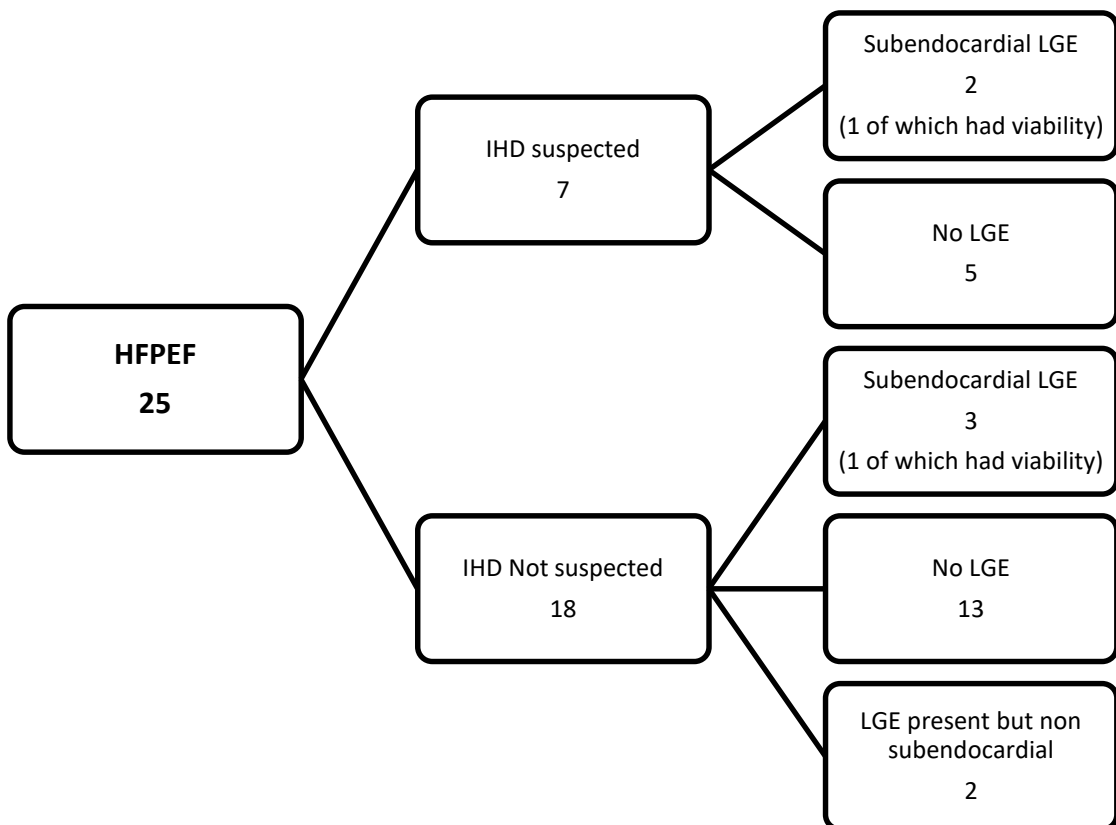 HFPEF
25
IHD suspected
7
Subendocardial LGE
2
(1 of which had viability)
No LGE
5
IHD Not suspected
18
Subendocardial LGE
3
(1 of which had viability)
No LGE
13
LGE present but non
subendocardial
2